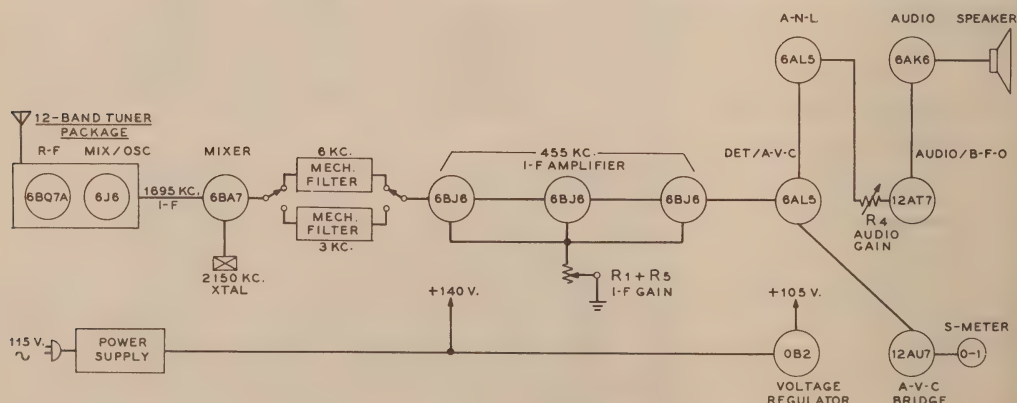 A-N-L
AUDIO
SPEAKER
6AL5
6AK6
12-BAND TUNER
PACKAGE
R-F
MIX/OSC
6BQ7A
6J6
1695 KC.
I-F
MIXER
6BA7
2150 KC.
XTAL
6 KC.
MECH.
FILTER
MECH.
FILTER
3 KC.
455 KC.
I-F AMPLIFIER
6BJ6
6BJ6
6BJ6
R1 + R5
I-F GAIN
DET/A-V-C
6AL5
AUDIO/B-F-O
12AT7
R4
AUDIO
GAIN
+140 V.
+105 V.
115 V.
POWER
SUPPLY
0B2
VOLTAGE
REGULATOR
12AU7
A-V-C
BRIDGE
S-METER
0-1